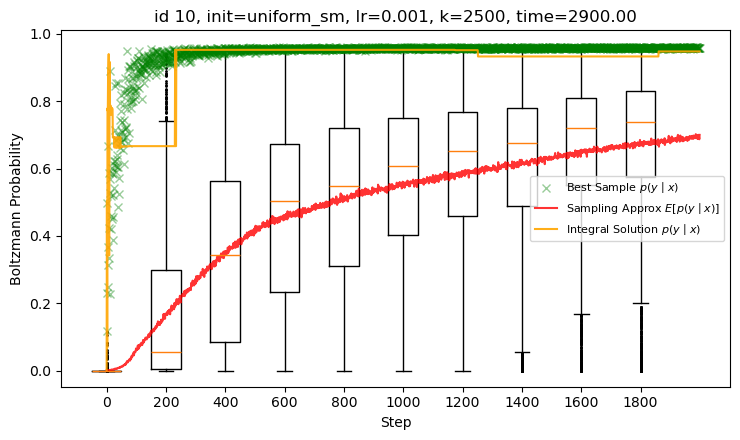 id 10, init=uniform_sm, lr=0.001, k=2500, time=2900.00
1.0
0.8
0.6
0.4
0.2
0.0
Boltzmann Probability
Best Sample p(y | x)
Sampling Approx E[p(y | x)]
Integral Solution p(y | x)
0 200 400 600 800 1000 1200 1400 1600 1800
Step